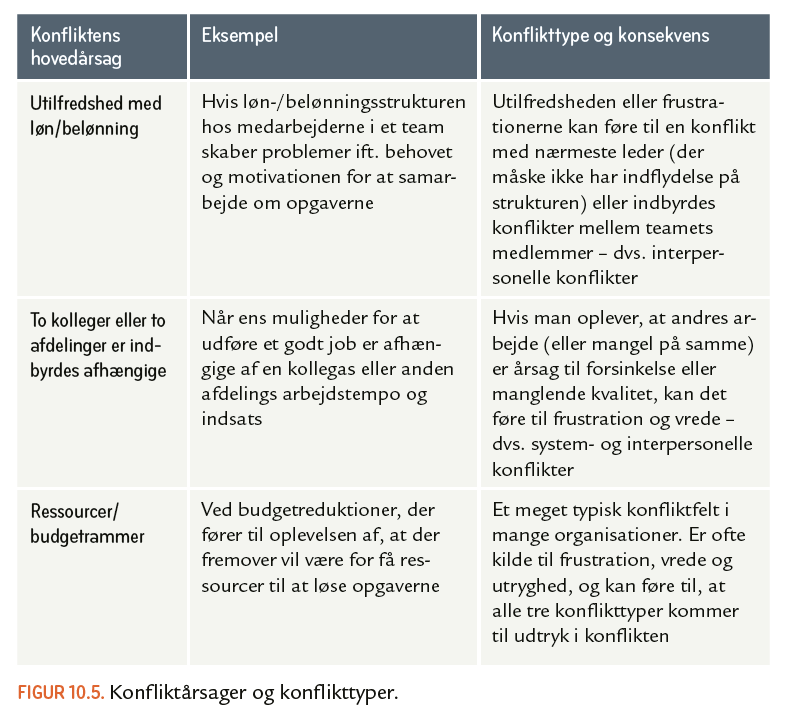 Konfliktens
hovedårsag
Eksempel
Konflikttype og konsekvens
Utilfredshed med
løn/belønning
Hvis løn-/belønningsstrukturen
hos medarbejderne i et team
skaber problemer ift. behovet
og motivationen for at samar-
bejde om opgaverne
Utilfredsheden eller frustra-
tionerne kan føre til en konflikt
med nærmeste leder (der
måske ikke har indflydelse på
strukturen) eller indbyrdes
konflikter mellem teamets
medlemmer – dvs. interper-
sonelle konflikter
To kolleger eller to
afdelinger er ind-
byrdes afhængige
Når ens muligheder for at
udføre et godt job er afhæn-
gige af en kollegas eller anden
afdelings arbejdstempo og
indsats
Hvis man oplever, at andres ar-
bejde (eller mangel på samme)
er årsag til forsinkelse eller
manglende kvalitet, kan det
føre til frustration og vrede –
dvs. system- og interpersonelle
konflikter
Ressourcer/
budgetrammer
Ved budgetreduktioner, der
fører til oplevelsen af, at der
fremover vil være for få res-
sourcer til at løse opgaverne
Et meget typisk konfliktfelt i
mange organisationer. Er ofte
kilde til frustration, vrede og
utryghed, og kan føre til, at
alle tre konflikttyper kommer
til udtryk i konflikten
FIGUR 10.5. Konfliktårsager og konflikttyper.